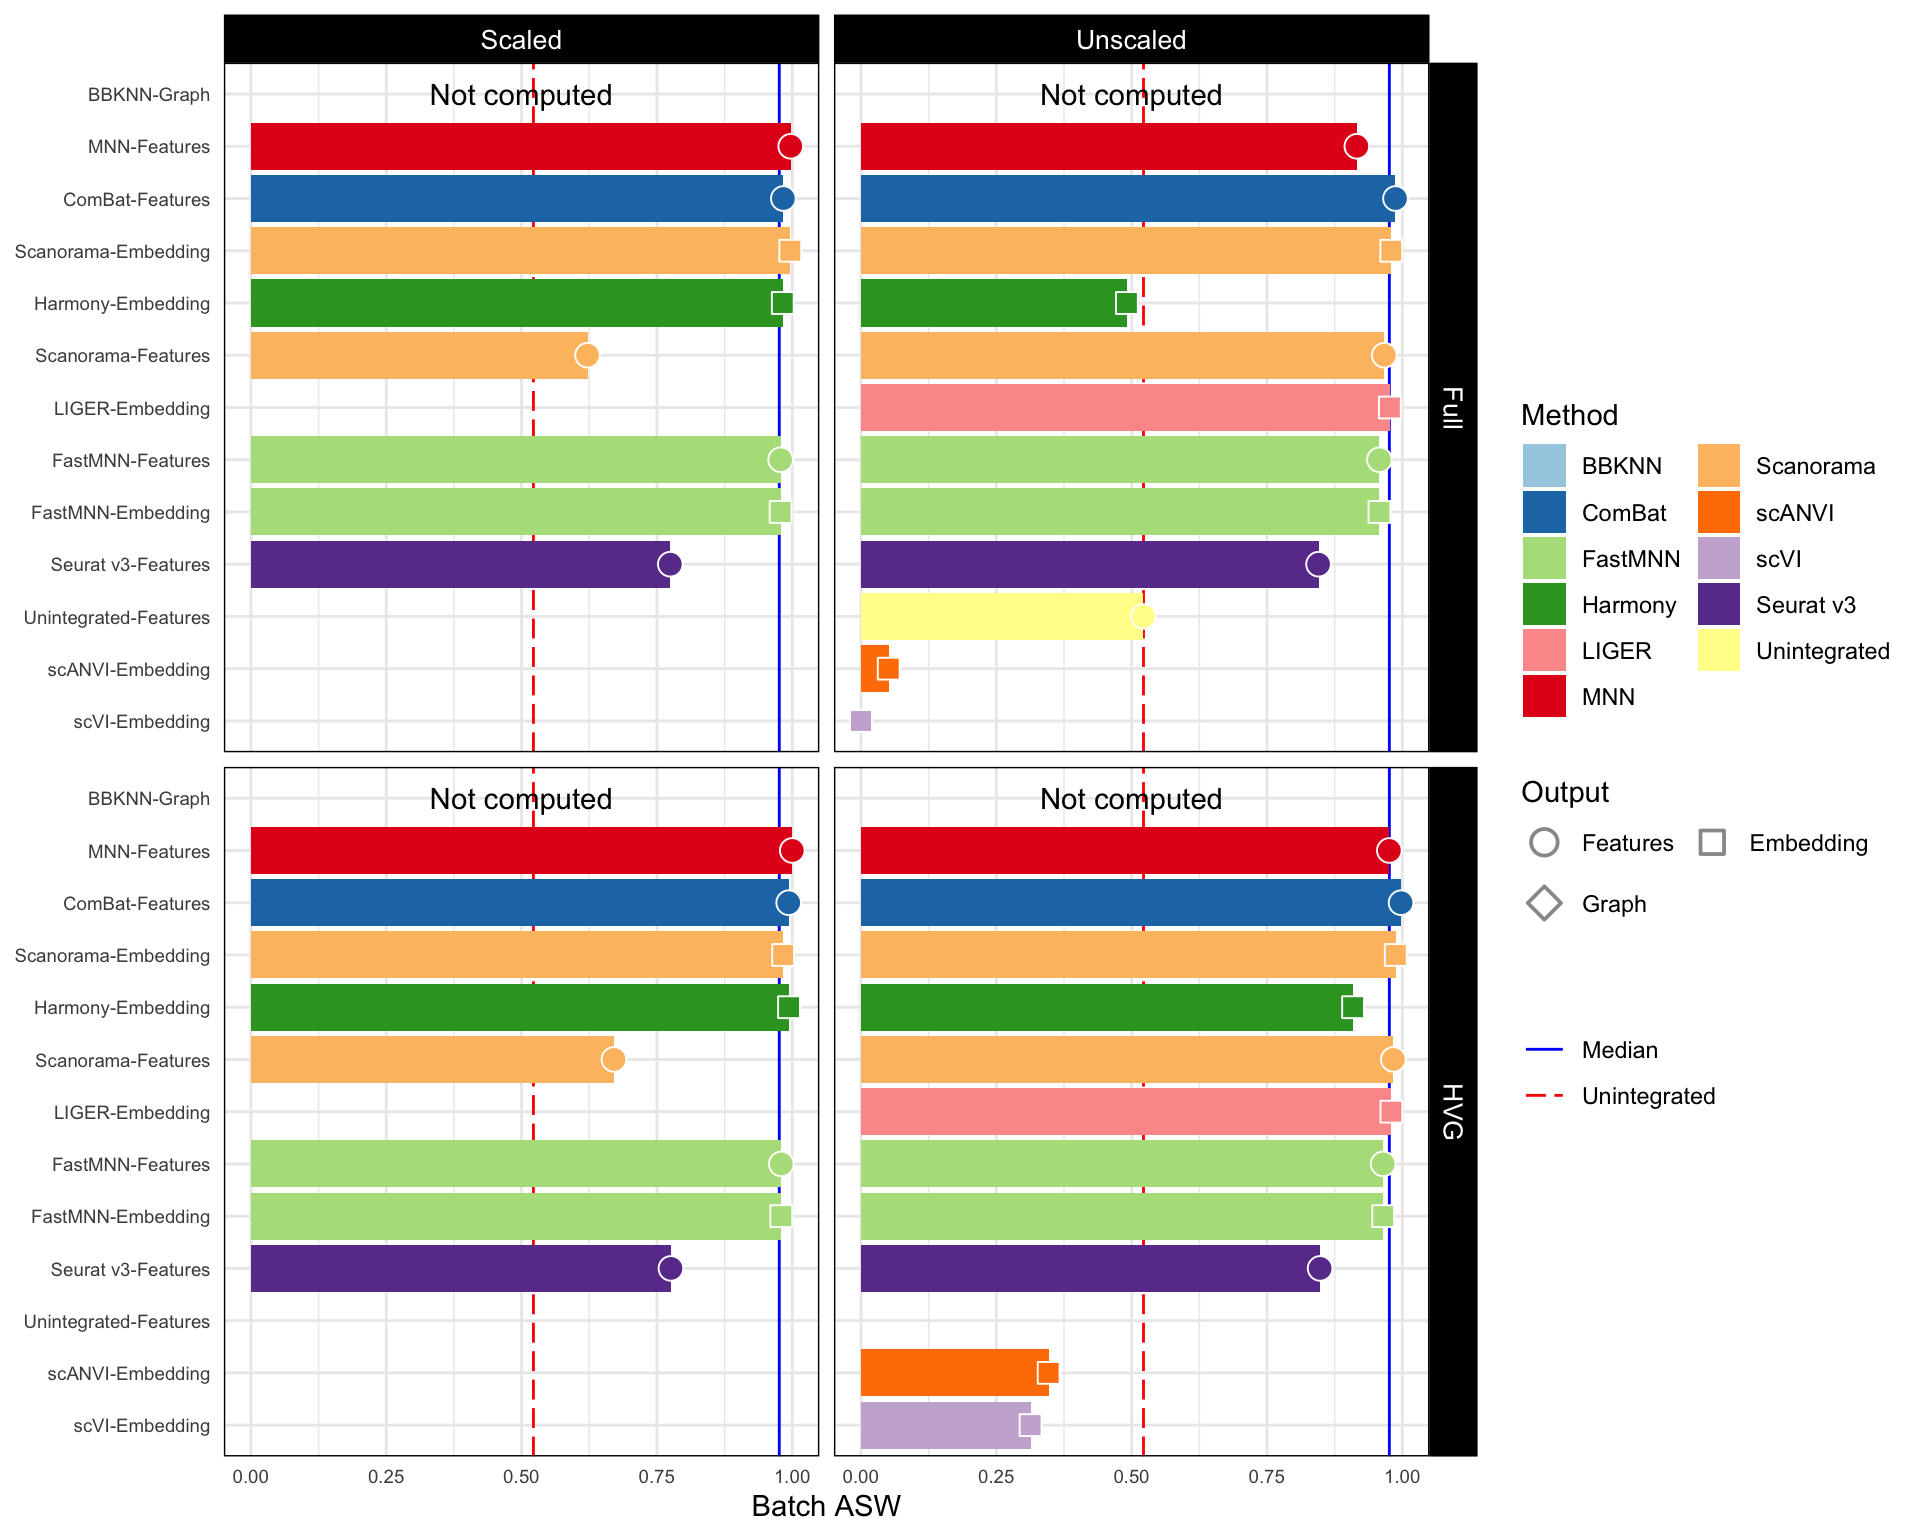 Scaled
Unscaled
Full
BBKNN-Graph
MNN-Features
ComBat-Features
Scanorama-Embedding
Harmony-Embedding
Scanorama-Features
LIGER-Embedding
FastMNN-Features
FastMNN-Embedding
Seurat v3-Features
Unintegrated-Features
scANVI-Embedding
scVI-Embedding
Not computed
Not computed
HVG
BBKNN-Graph
MNN-Features
ComBat-Features
Scanorama-Embedding
Harmony-Embedding
Scanorama-Features
LIGER-Embedding
FastMNN-Features
FastMNN-Embedding
Seurat v3-Features
Unintegrated-Features
scANVI-Embedding
scVI-Embedding
Not computed
Not computed
0.00 0.25 0.50 0.75 1.00
0.00 0.25 0.50 0.75 1.00
Batch ASW
Method
BBKNN
ComBat
FastMNN
Harmony
LIGER
MNN
Scanorama
scANVI
scVI
Seurat v3
Unintegrated
Output
Features
Embedding
Graph
Median
Unintegrated